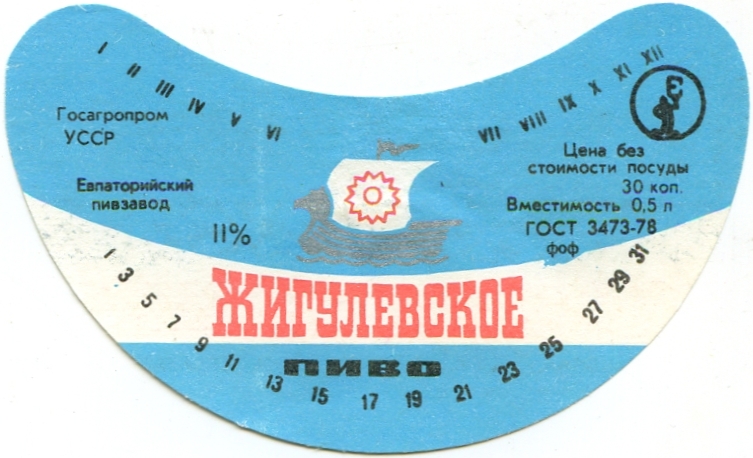 I II III IV V VI VII VIII IX X XI XII
Госагропром
УССР
Евпаторийский
пивзавод
11%
Є
Цена без
стоимости посуды
30 коп.
Вместимость 0,5 л
ГОСТ 3473-78
фоф
ЖИГУЛЕВСКОЕ
ПИВО
1 3 5 7 9 11 13 15 17 19 21 23 25 27 29 31